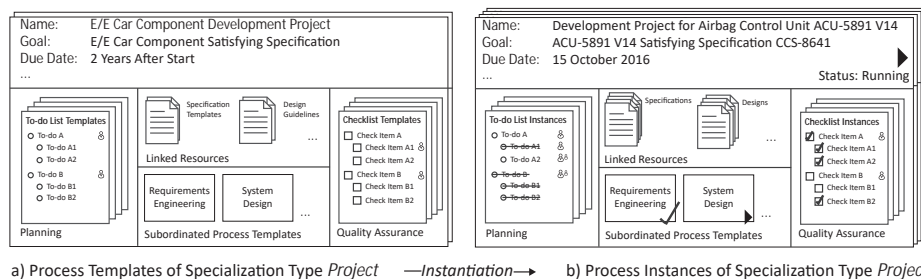 Name: E/E Car Component Development Project
Goal: E/E Car Component Satisfying Specification
Due Date: 2 Years After Start
...
To-do List Templates
To-do A
To-do A1
To-do A2
To-do B
To-do B1
To-do B2
Planning
Specification Templates
Design Guidelines
...
Linked Resources
Requirements Engineering
System Design
...
Subordinated Process Templates
Checklist Templates
Check Item A
Check Item A1
Check Item A2
Check Item B
Check Item B1
Check Item B2
Quality Assurance
Name: Development Project for Airbag Control Unit ACU-5891 V14
Goal: ACU-5891 V14 Satisfying Specification CCS-8641
Due Date: 15 October 2016
...
Status: Running
To-do List Instances
To-do A
To-do A1
To-do A2
To-do B
To-do B1
To-do B2
Planning
Specifications
Designs
...
Linked Resources
Requirements Engineering
System Design
...
Subordinated Process Templates
Checklist Instances
Check Item A
Check Item A1
Check Item A2
Check Item B
Check Item B1
Check Item B2
Quality Assurance
a) Process Templates of Specialization Type Project
Instantiation
b) Process Instances of Specialization Type Project